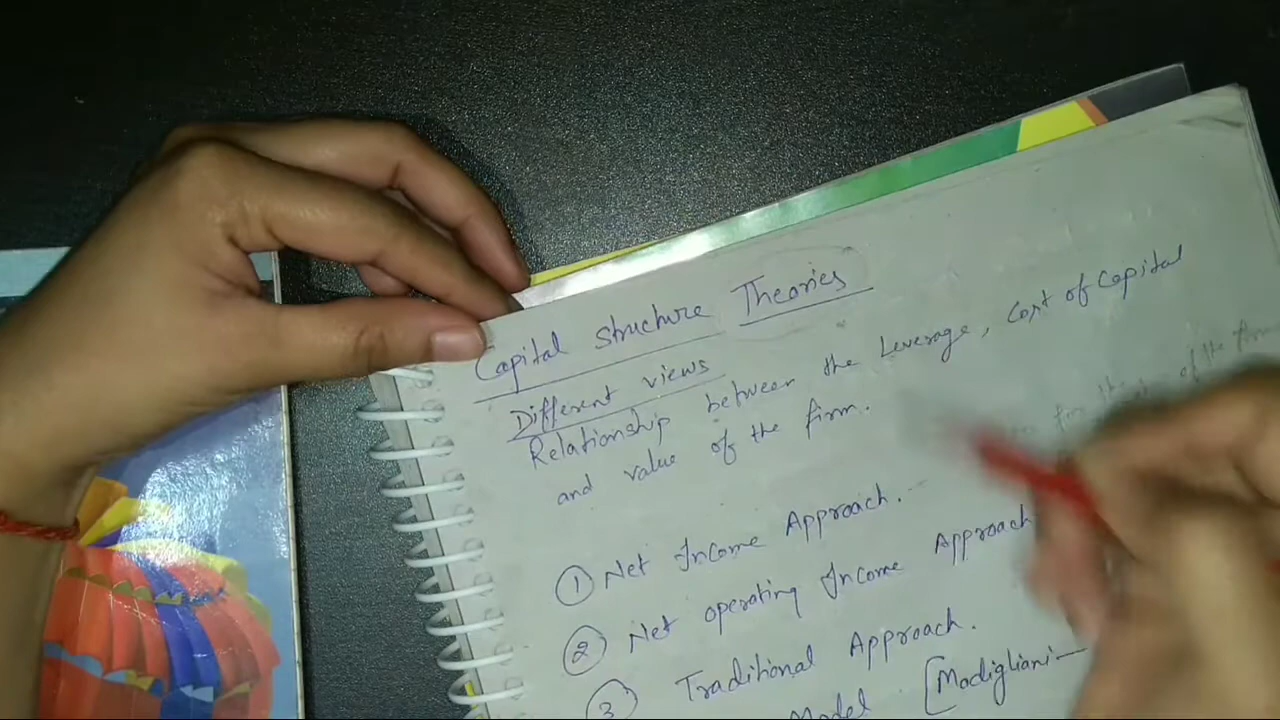 Capital structure Theories
Different views
Relationship between the Leverage, Cost of Capital
and value of the firm.
① Net Income Approach.
② Net operating Income Approach
③ Traditional Approach.
Model [Modigliani-